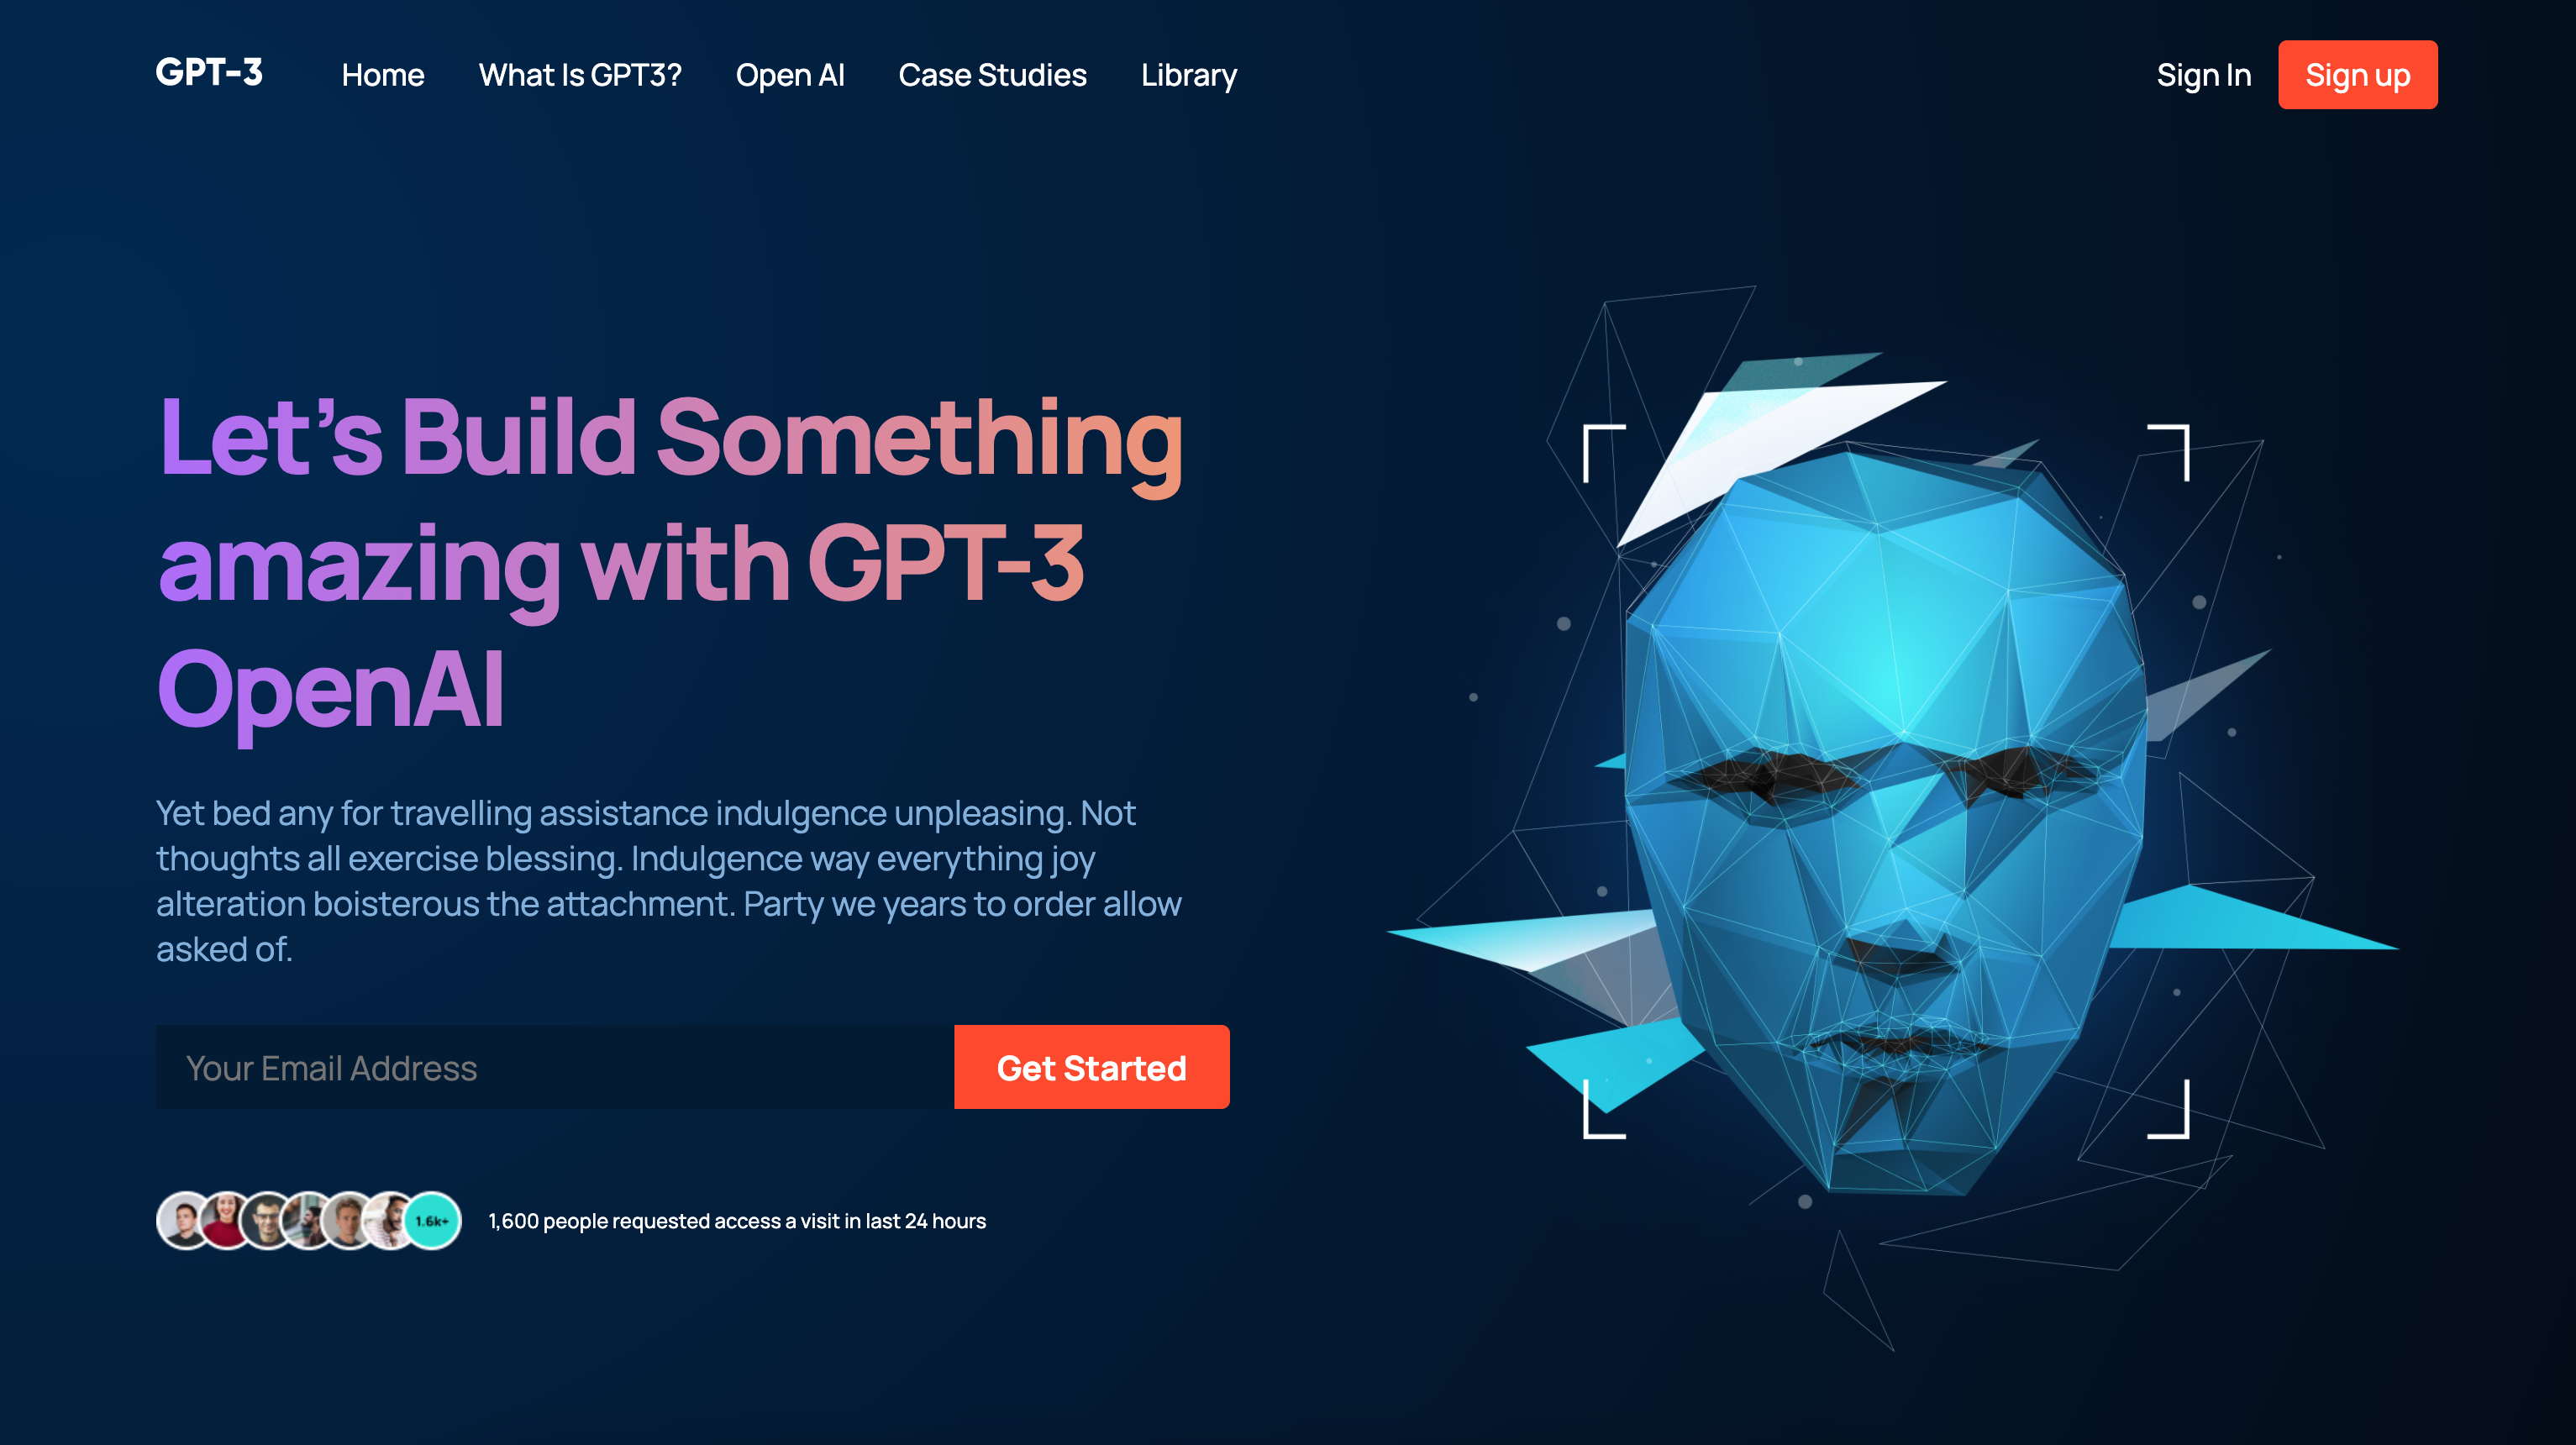 GPT-3
Home
What Is GPT3?
Open AI
Case Studies
Library
Sign In
Sign up
Let’s Build Something
amazing with GPT-3
OpenAI
Yet bed any for travelling assistance indulgence unpleasing. Not
thoughts all exercise blessing. Indulgence way everything joy
alteration boisterous the attachment. Party we years to order allow
asked of.
Your Email Address
Get Started
1.6k+
1,600 people requested access a visit in last 24 hours